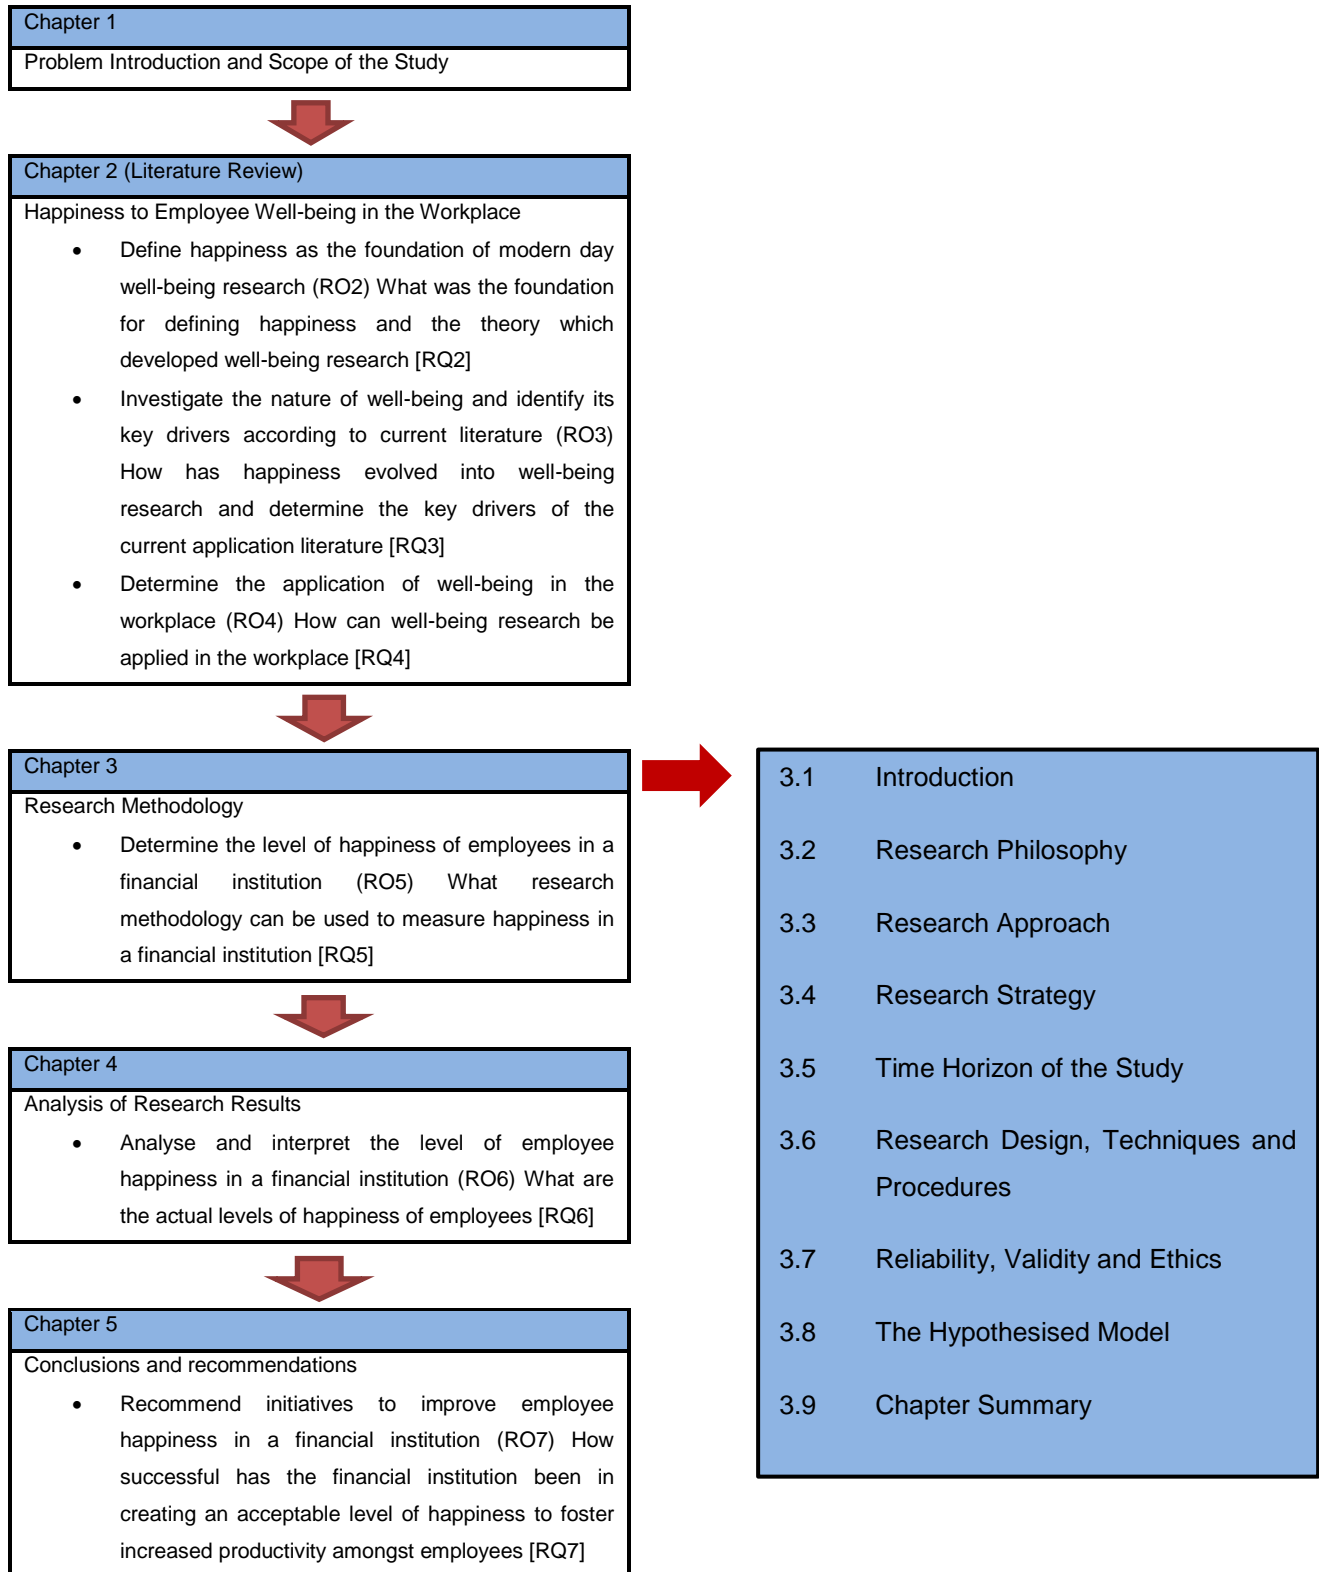 Chapter 1
Problem Introduction and Scope of the Study
Chapter 2 (Literature Review)
Happiness to Employee Well-being in the Workplace
• Define happiness as the foundation of modern day
well-being research (RO2) What was the foundation
for defining happiness and the theory which
developed well-being research [RQ2]
• Investigate the nature of well-being and identify its
key drivers according to current literature (RO3)
How has happiness evolved into well-being
research and determine the key drivers of the
current application literature [RQ3]
• Determine the application of well-being in the
workplace (RO4) How can well-being research be
applied in the workplace [RQ4]
Chapter 3
Research Methodology
• Determine the level of happiness of employees in a
financial institution (RO5) What research
methodology can be used to measure happiness in
a financial institution [RQ5]
Chapter 4
Analysis of Research Results
• Analyse and interpret the level of employee
happiness in a financial institution (RO6) What are
the actual levels of happiness of employees [RQ6]
Chapter 5
Conclusions and recommendations
• Recommend initiatives to improve employee
happiness in a financial institution (RO7) How
successful has the financial institution been in
creating an acceptable level of happiness to foster
increased productivity amongst employees [RQ7]
3.1 Introduction
3.2 Research Philosophy
3.3 Research Approach
3.4 Research Strategy
3.5 Time Horizon of the Study
3.6 Research Design, Techniques and
Procedures
3.7 Reliability, Validity and Ethics
3.8 The Hypothesised Model
3.9 Chapter Summary